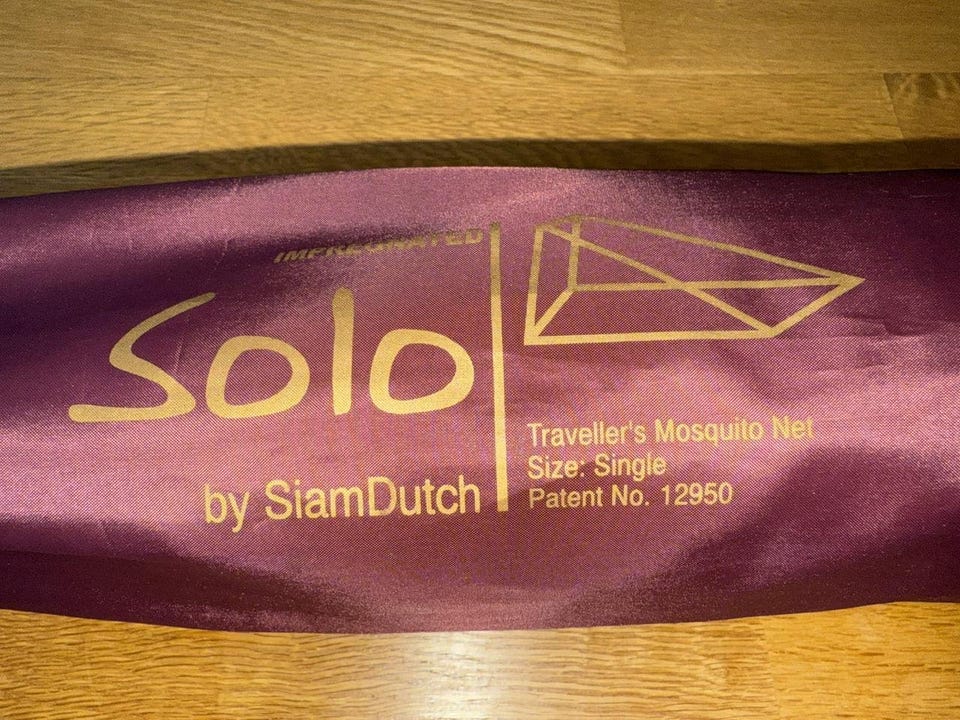 IMPREGNATED
Solo
by SiamDutch
Traveller's Mosquito Net
Size: Single
Patent No. 12950